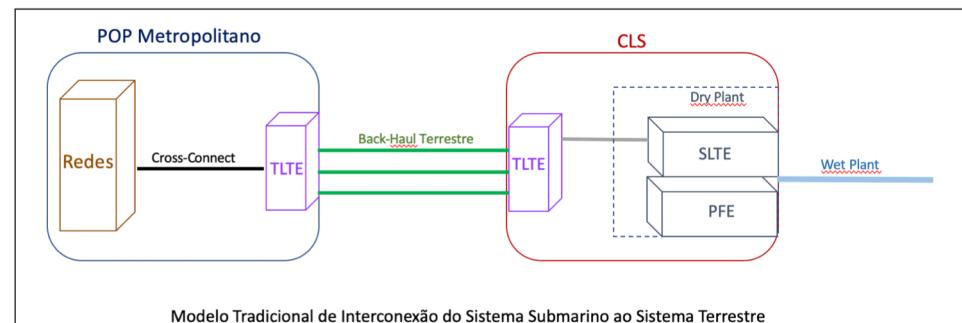 POP Metropolitano
CLS
Dry Plant
Redes
Cross-Connect
TLTE
Back-Haul Terrestre
TLTE
SLTE
PFE
Wet Plant
Modelo Tradicional de Interconexão do Sistema Submarino ao Sistema Terrestre